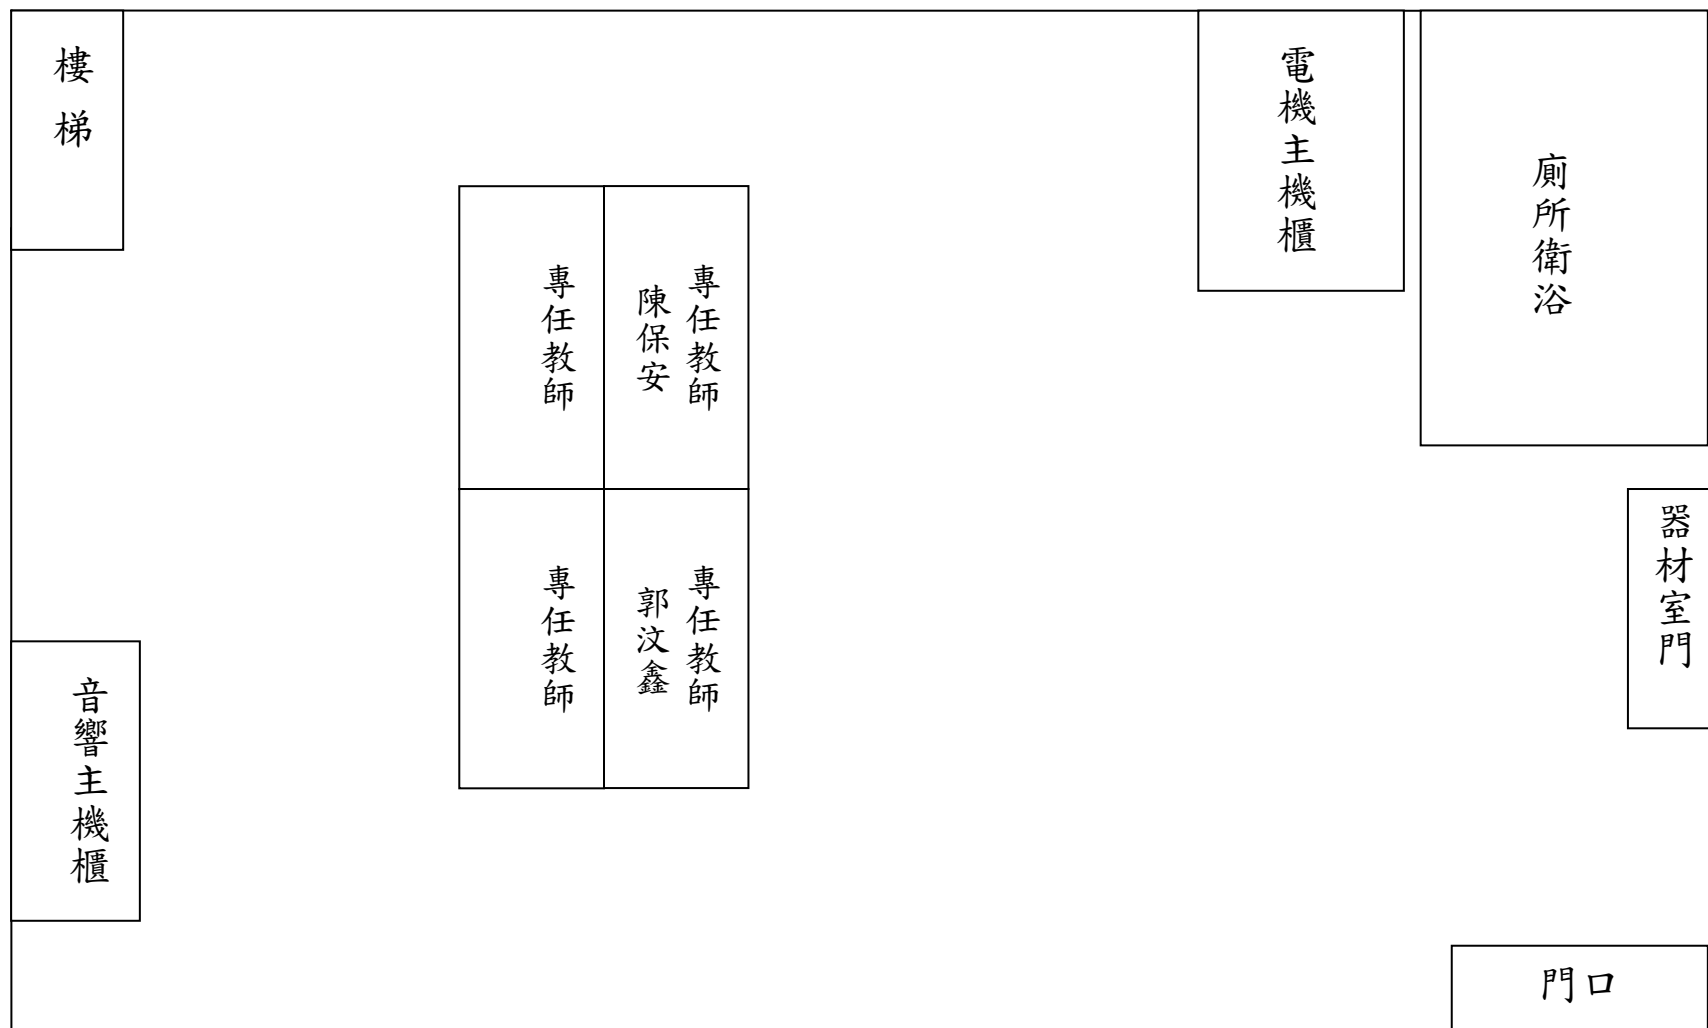 樓梯
電機主機櫃
廁所衛浴
專任教師
專任教師
陳保安
專任教師
專任教師
郭汶鑫
器材室門
音響主機櫃
門口